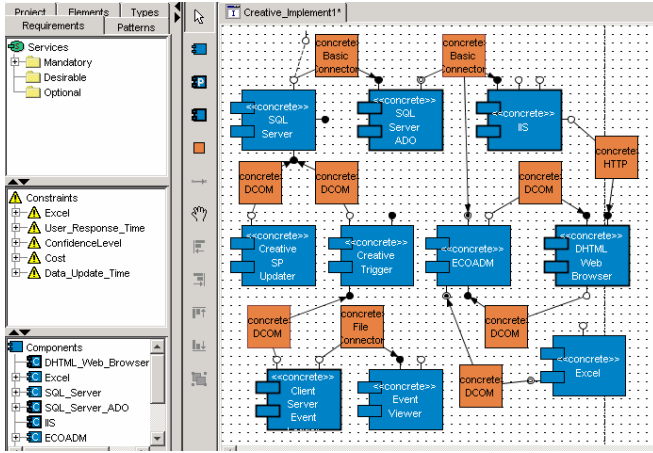 Project Elements Types
Requirements Patterns
Services
Mandatory
Desirable
Optional
Constraints
Excel
User_Response_Time
ConfidenceLevel
Cost
Data_Update_Time
Components
DHTML_Web_Browser
Excel
SQL_Server
SQL_Server_ADO
IIS
ECOADM
P
Creative_Implement1*
concrete
Basic
Connector
concrete
Basic
Connector
<<concrete>>
SQL
Server
<<concrete>>
SQL
Server
ADO
<<concrete>>
IIS
concrete
HTTP
concrete
DCOM
concrete
DCOM
concrete
DCOM
<<concrete>>
Creative
SP
Updater
<<concrete>>
Creative
Trigger
<<concrete>>
ECOADM
<<concrete>>
DHTML
Web
Browser
concrete
DCOM
concrete
File
Connector
concrete
DCOM
<<concrete>>
Client
Server
Event
<<concrete>>
Event
Viewer
concrete
DCOM
<<concrete>>
Excel